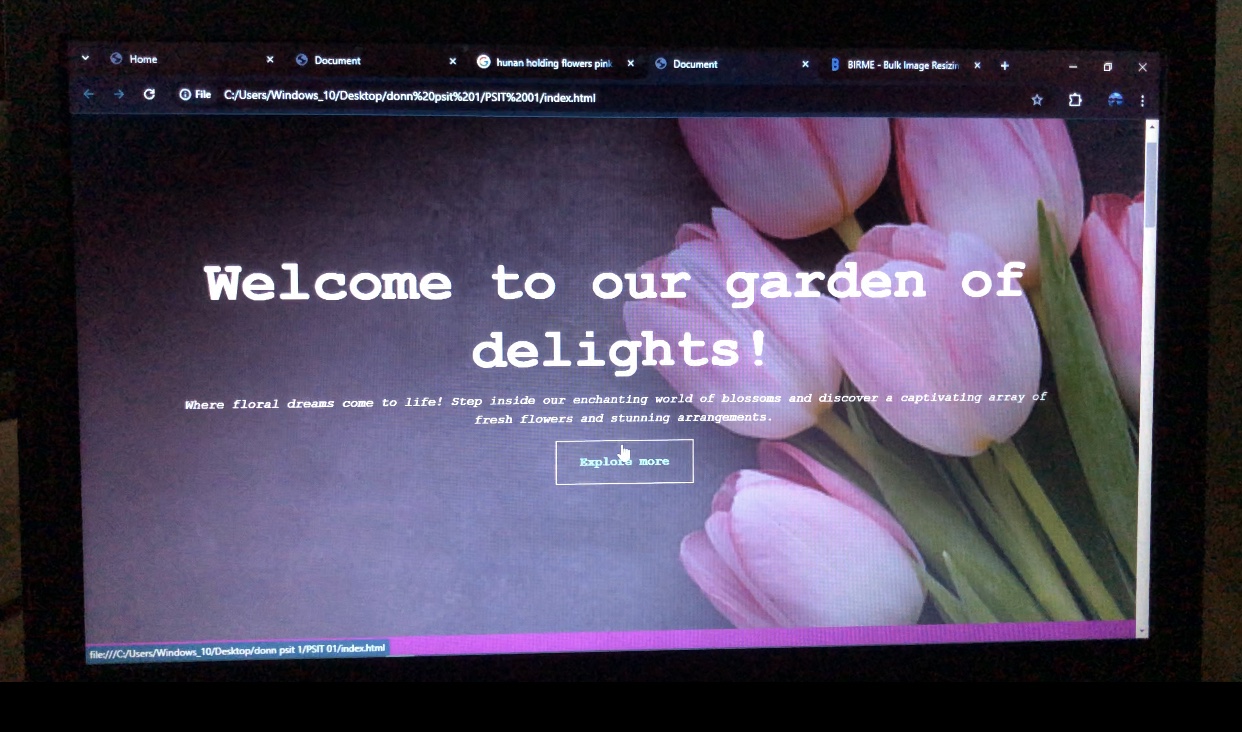 Home
Document
hunan holding flowers pink
Document
BIRME - Bulk Image Resizin
File C:/Users/Windows_10/Desktop/donn%20psit%201/PSIT%2001/index.html
Welcome to our garden of
delights!
Where floral dreams come to life! Step inside our enchanting world of blossoms and discover a captivating array of
fresh flowers and stunning arrangements.
Explore more
file:///C:/Users/Windows_10/Desktop/donn psit 1/PSIT 01/index.html